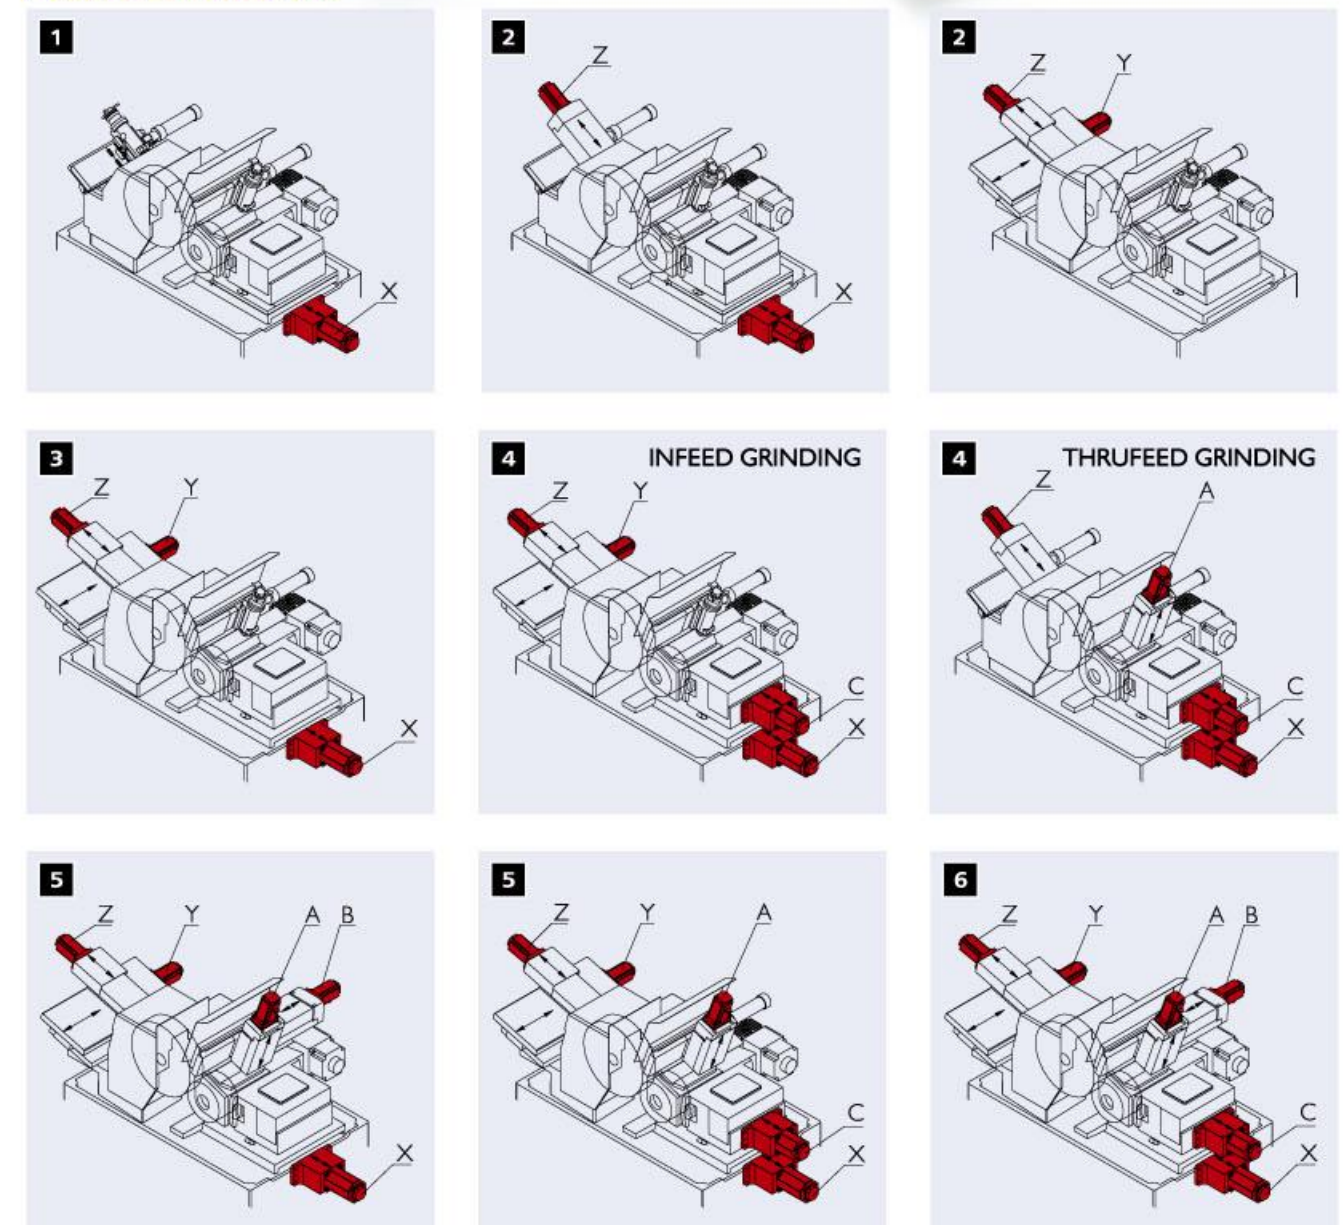 1
X
2
Z
X
2
Z Y
3
Z Y
X
4 INFEED GRINDING
Z Y
C
X
4 THRUFEED GRINDING
Z
A
C
X
5
Z Y A B
X
5
Z Y A
C
X
6
Z Y A B
C
X